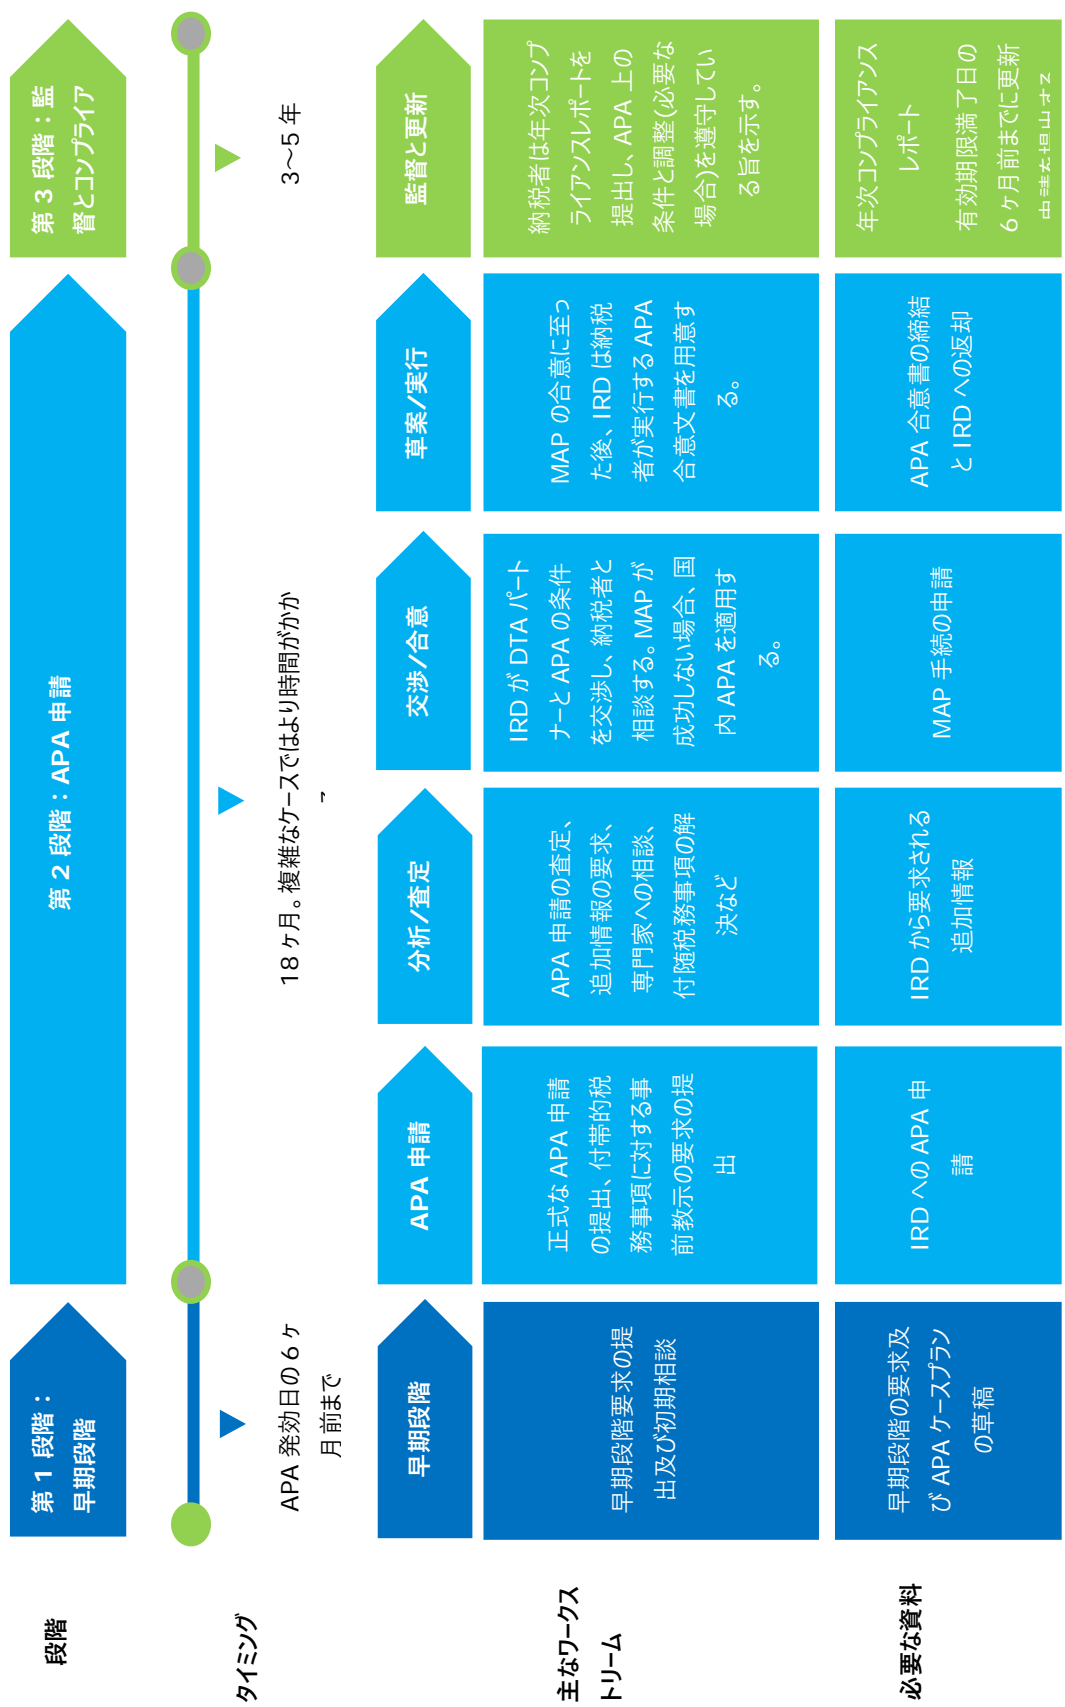 段階
第 1 段階：
早期段階
第 2 段階：APA 申請
第 3 段階：監
督とコンプライア
タイミング
APA 発効日の 6 ヶ
月前まで
18 ヶ月。複雑なケースではより時間がかか
3～5 年
早期段階
APA 申請
分析/査定
交渉/合意
草案/実行
監督と更新
主なワークス
トリーム
早期段階要求の提
出及び初期相談
正式な APA 申請
の提出、付帯的税
務事項に対する事
前教示の要求の提
出
APA 申請の査定、
追加情報の要求、
専門家への相談、
付随税務事項の解
決など
IRD が DTA パート
ナーと APA の条件
を交渉し、納税者と
相談する。MAP が
成功しない場合、国
内 APA を適用す
る。
MAP の合意に至っ
た後、IRD は納税
者が実行する APA
合意文書を用意す
る。
納税者は年次コンプ
ライアンスレポートを
提出し、APA 上の
条件と調整(必要な
場合)を遵守してい
る旨を示す。
必要な資料
早期段階の要求及
び APA ケースプラン
の草稿
IRD への APA 申
請
IRD から要求される
追加情報
MAP 手続の申請
APA 合意書の締結
と IRD への返却
年次コンプライアンス
レポート
有効期限満了日の
6 ヶ月前までに更新
申請を提出する